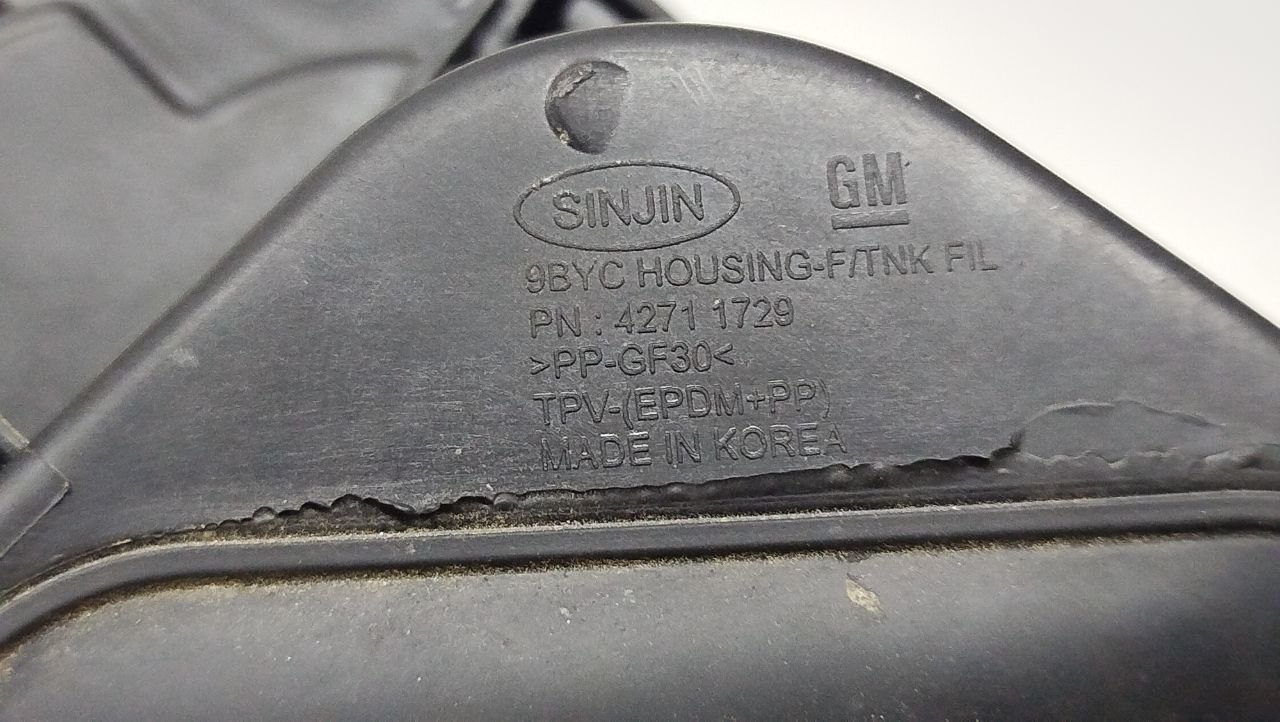 SINJIN
GM
9BYC HOUSING-F/TNK FIL
PN : 4271 1729
>PP-GF30<
TPV-(EPDM+PP)
MADE IN KOREA